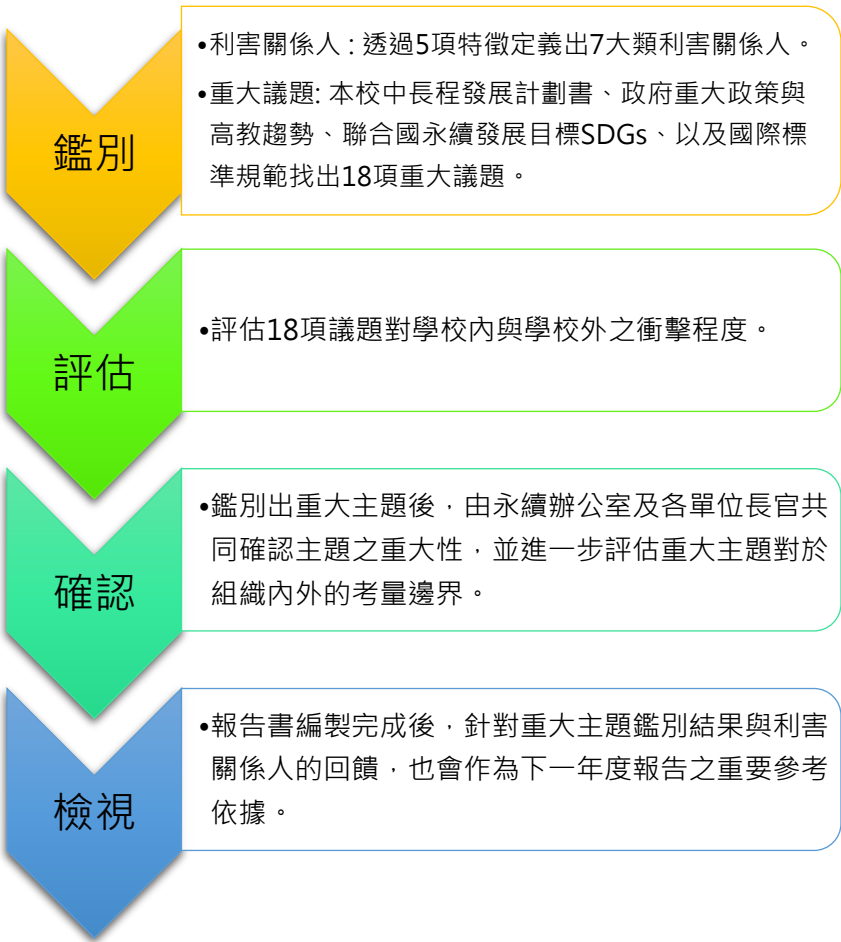 鑑別
•利害關係人 : 透過5項特徵定義出7大類利害關係人。
•重大議題: 本校中長程發展計劃書、政府重大政策與
高教趨勢、聯合國永續發展目標SDGs、以及國際標
準規範找出18項重大議題。
評估
•評估18項議題對學校內與學校外之衝擊程度。
確認
•鑑別出重大主題後，由永續辦公室及各單位長官共
同確認主題之重大性，並進一步評估重大主題對於
組織內外的考量邊界。
檢視
•報告書編製完成後，針對重大主題鑑別結果與利害
關係人的回饋，也會作為下一年度報告之重要參考
依據。